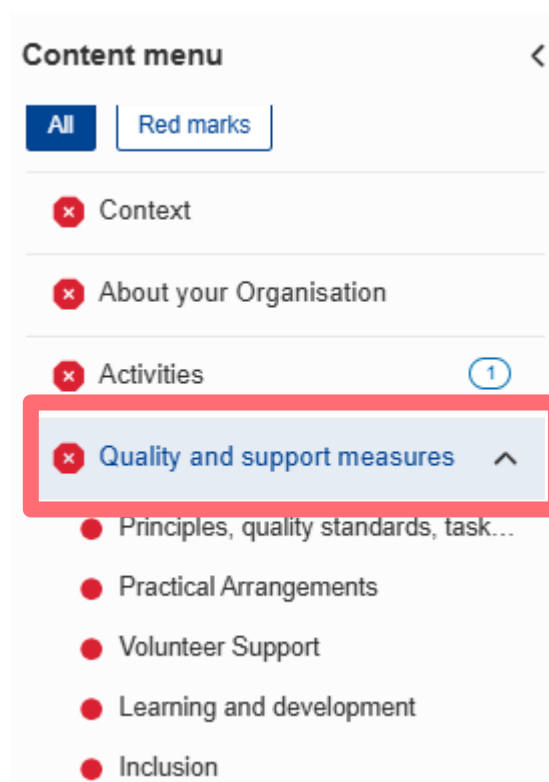 Content menu
All Red marks
Context
About your Organisation
Activities 1
Quality and support measures
Principles, quality standards, task...
Practical Arrangements
Volunteer Support
Learning and development
Inclusion